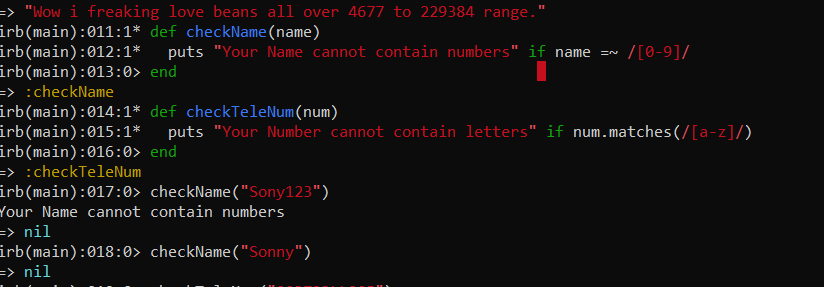 => "Wow i freaking love beans all over 4677 to 229384 range."
irb(main):011:1* def checkName(name)
irb(main):012:1*   puts "Your Name cannot contain numbers" if name =~ /[0-9]/
irb(main):013:0> end
=> :checkName
irb(main):014:1* def checkTeleNum(num)
irb(main):015:1*   puts "Your Number cannot contain letters" if num.matches(/[a-z]/)
irb(main):016:0> end
=> :checkTeleNum
irb(main):017:0> checkName("Sony123")
Your Name cannot contain numbers
=> nil
irb(main):018:0> checkName("Sonny")
=> nil